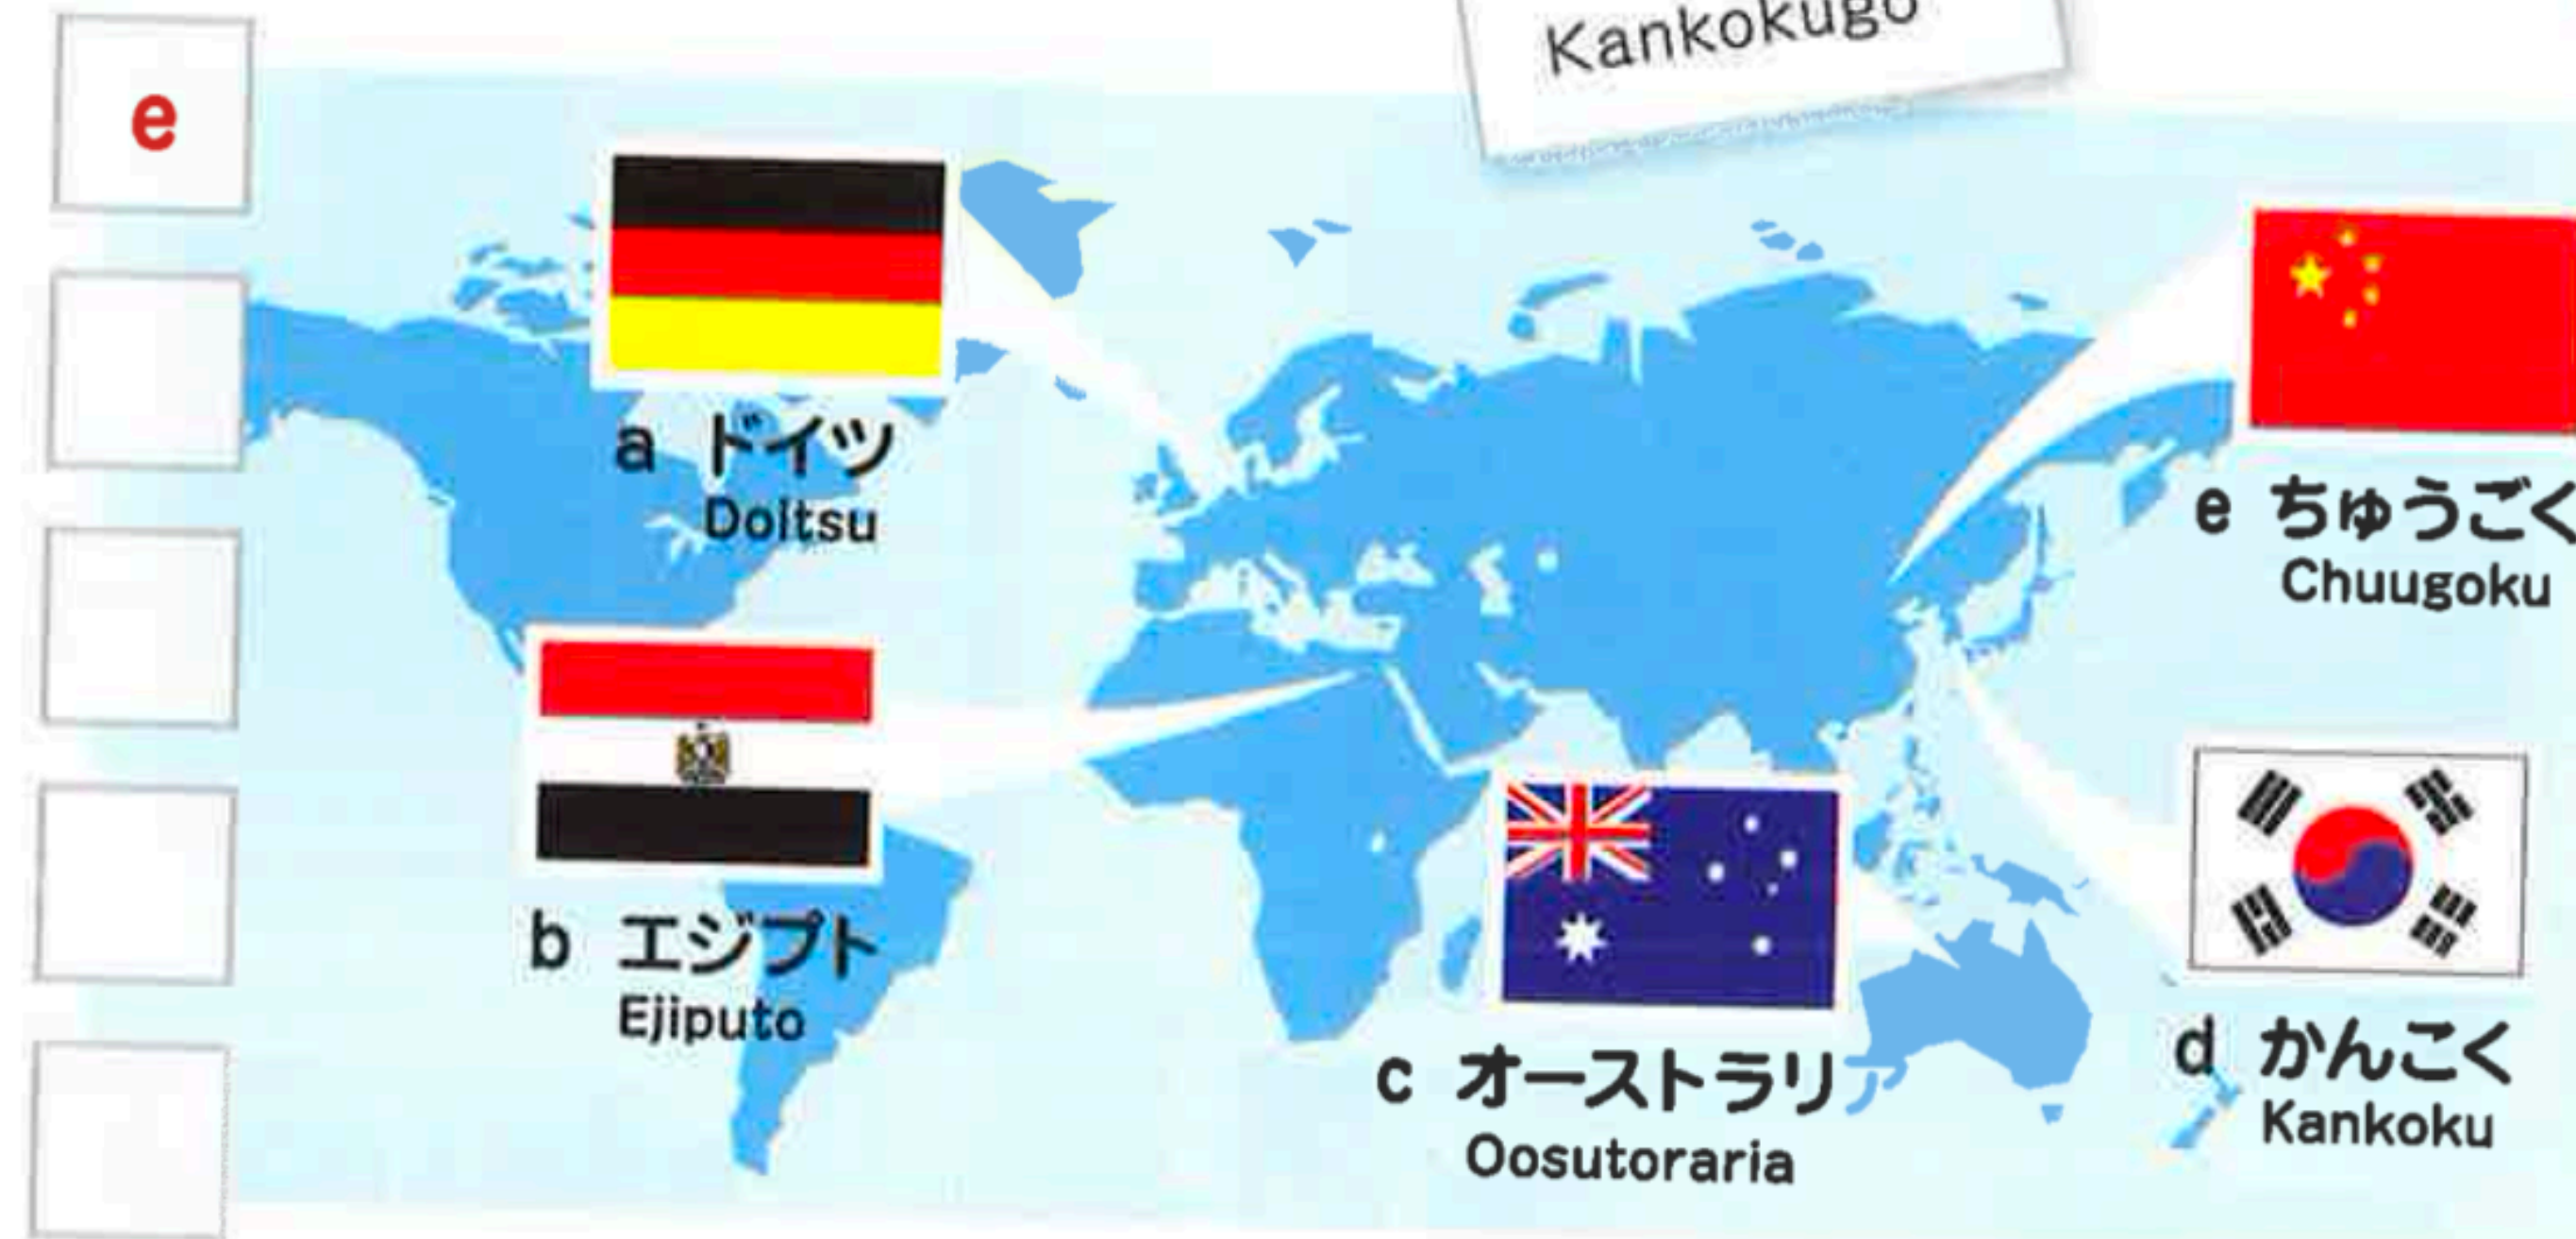 Kankokugo
e
a ドイツ
Doitsu
e ちゅうごく
Chuugoku
b エジプト
Ejiputo
c オーストラリア
Oosutoraria
d かんこく
Kankoku